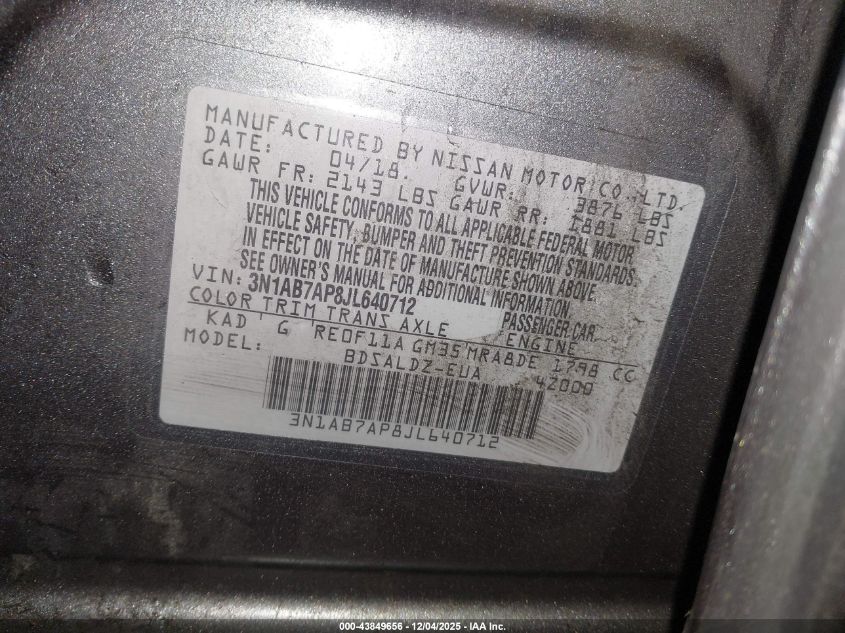 MANUFACTURED BY NISSAN MOTOR CO.,LTD.
DATE: 04/18. GVWR: 3876 LBS
GAWR FR: 2143 LBS GAWR RR: 1881 LBS
THIS VEHICLE CONFORMS TO ALL APPLICABLE FEDERAL MOTOR
VEHICLE SAFETY, BUMPER AND THEFT PREVENTION STANDARDS
IN EFFECT ON THE DATE OF MANUFACTURE SHOWN ABOVE.
SEE OWNER'S MANUAL FOR ADDITIONAL INFORMATION.
VIN: 3N1AB7AP8JL640712 PASSENGER CAR
COLOR TRIM TRANS AXLE ENGINE
KAD ' G RE0F11A GM35 MRA8DE 1798 CC
MODEL: BDSALDZ-EUA 42000
3N1AB7AP8JL640712
000-43849656 - 12/04/2025 - IAA Inc.